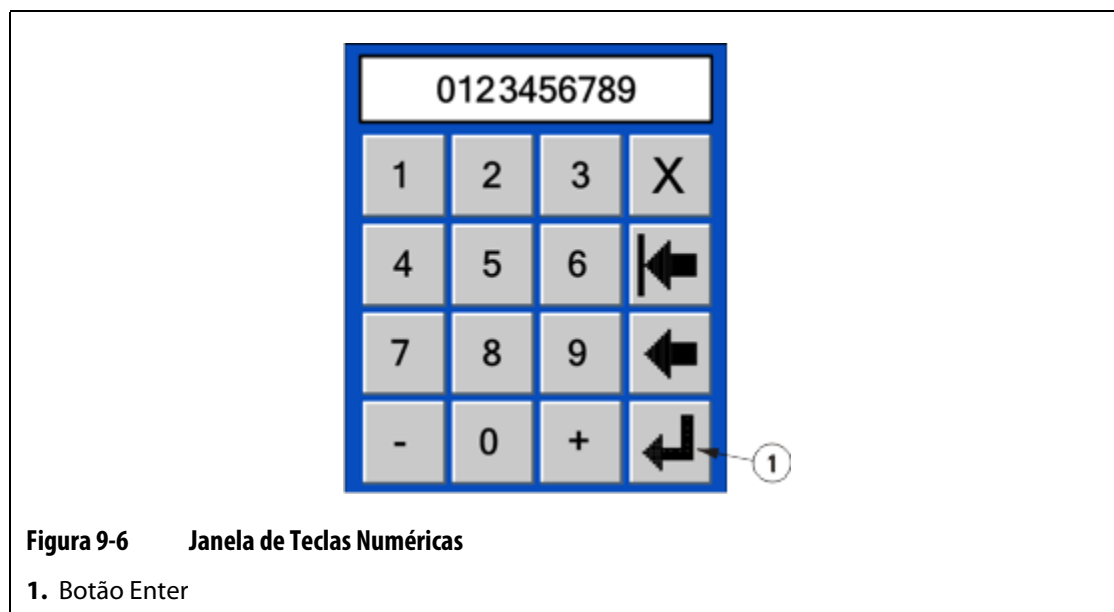 0123456789
1 2 3 X
4 5 6
7 8 9
- 0 +
1
Figura 9-6 Janela de Teclas Numéricas
1. Botão Enter